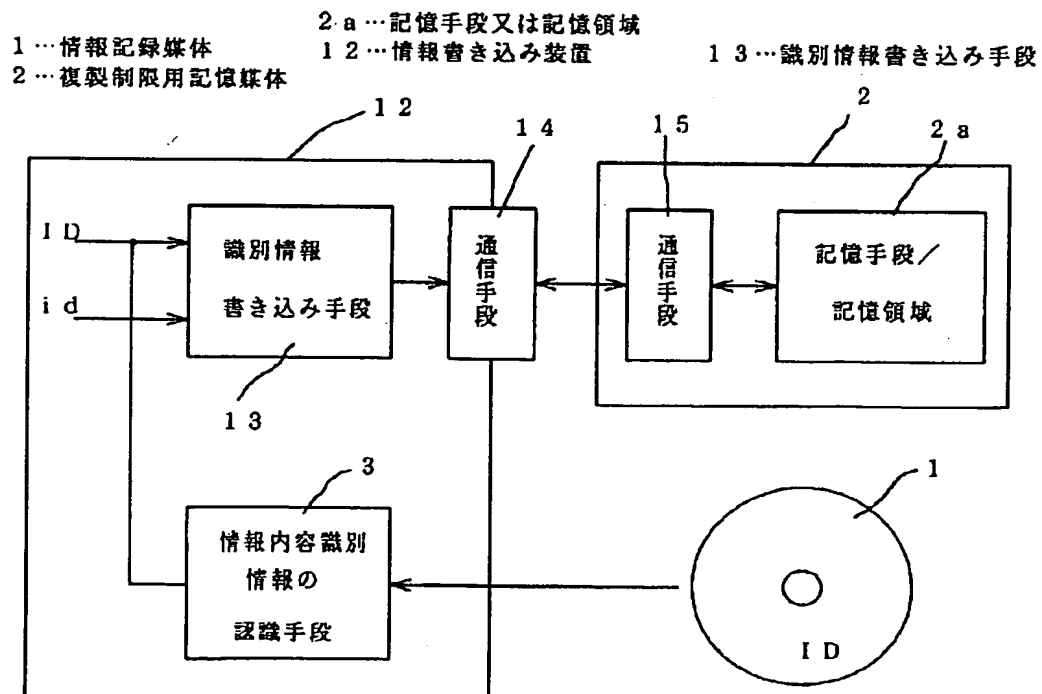 2a…記憶手段又は記憶領域
1…情報記録媒体
12…情報書き込み装置
13…識別情報書き込み手段
2…複製制限用記憶媒体
12
14
15
2
2a
ID
id
識別情報
書き込み手段
通信手段
通信手段
記憶手段/
記憶領域
13
3
1
情報内容識別
情報の
認識手段
ID